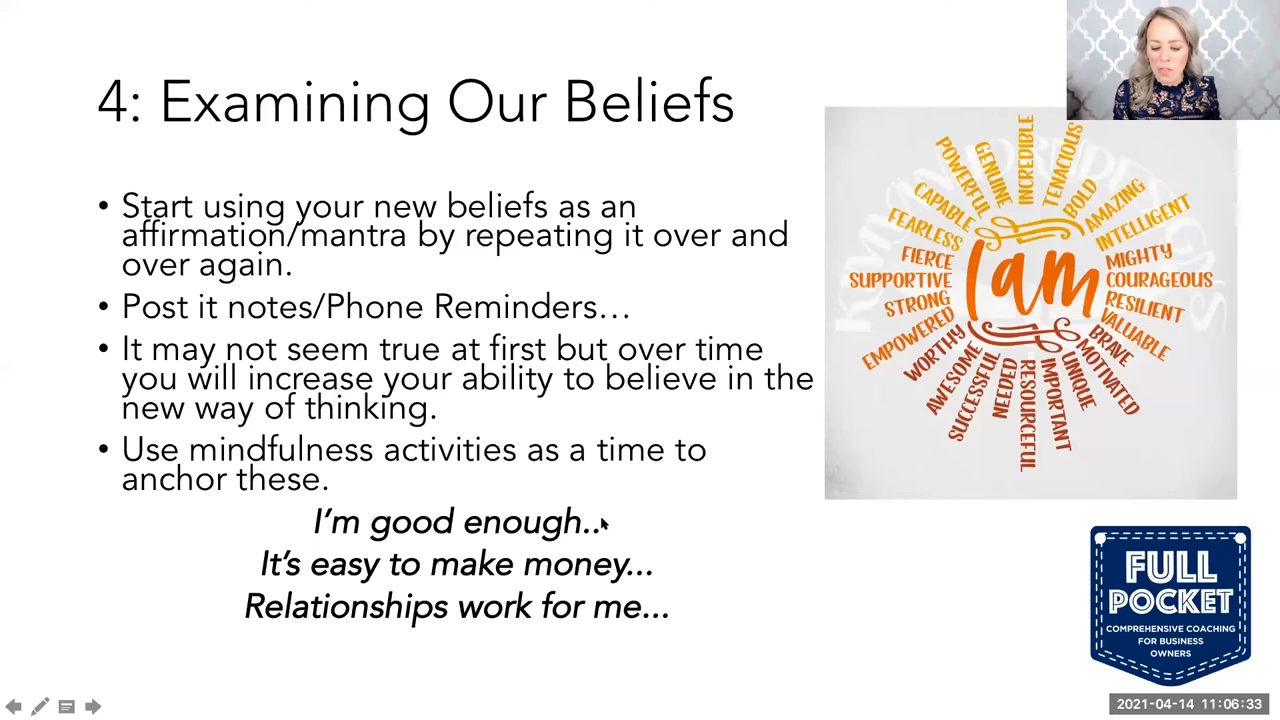 4: Examining Our Beliefs
• Start using your new beliefs as an
affirmation/mantra by repeating it over and
over again.
• Post it notes/Phone Reminders…
• It may not seem true at first but over time
you will increase your ability to believe in the
new way of thinking.
• Use mindfulness activities as a time to
anchor these.
I'm good enough...
It's easy to make money...
Relationships work for me...
I am
SUPPORTIVE
FIERCE
FEARLESS
CAPABLE
POWERFUL
GENUINE
INCREDIBLE
TENACIOUS
BOLD
AMAZING
INTELLIGENT
MIGHTY
COURAGEOUS
RESILIENT
VALUABLE
BRAVE
MOTIVATED
UNIQUE
IMPORTANT
RESOURCEFUL
NEEDED
SUCCESSFUL
AWESOME
WORTHY
EMPOWERED
STRONG
FULL
POCKET
COMPREHENSIVE COACHING
FOR BUSINESS
OWNERS
2021-04-14 11:06:33